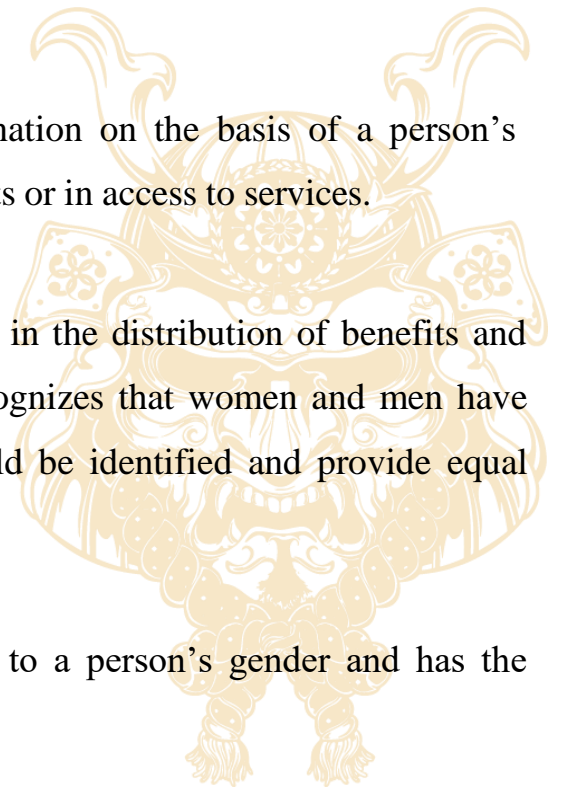 nation on the basis of a person’s
ts or in access to services.
in the distribution of benefits and
ognizes that women and men have
ld be identified and provide equal
to a person’s gender and has the